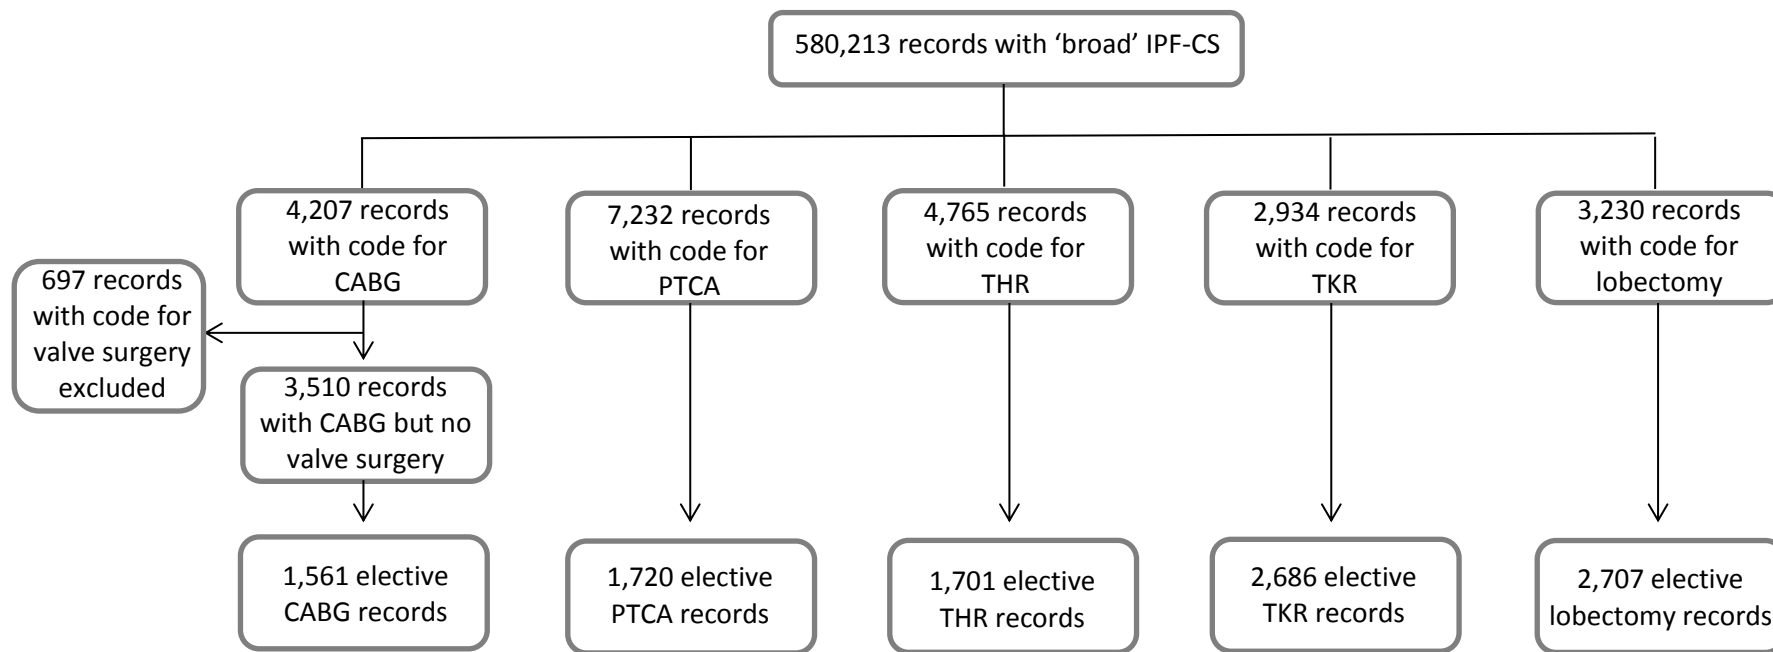 580,213 records with ‘broad’ IPF-CS
4,207 records
with code for
CABG
7,232 records
with code for
PTCA
4,765 records
with code for
THR
2,934 records
with code for
TKR
3,230 records
with code for
lobectomy
697 records
with code for
valve surgery
excluded
3,510 records
with CABG but no
valve surgery
1,561 elective
CABG records
1,720 elective
PTCA records
1,701 elective
THR records
2,686 elective
TKR records
2,707 elective
lobectomy records